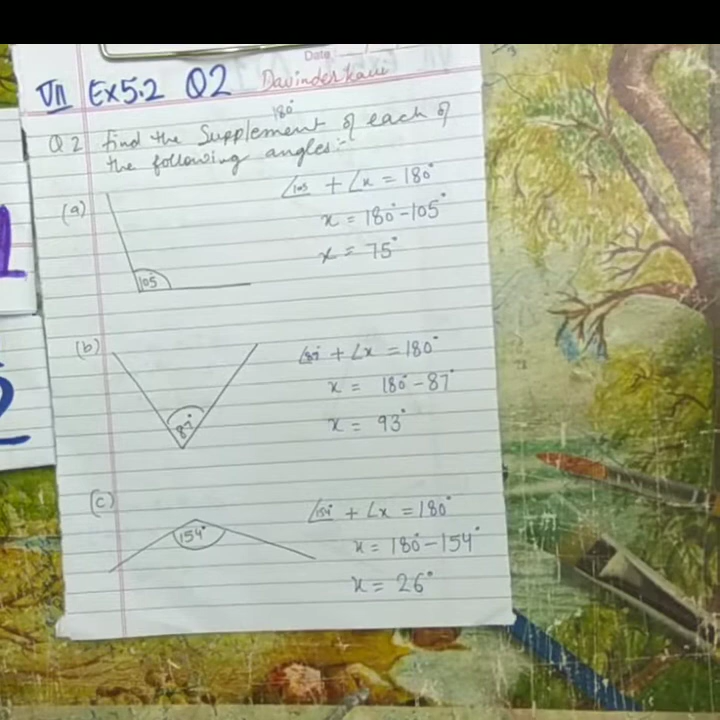 Date
VII Ex5.2 Q2 Davinder Kaur
180°
Q2 Find the Supplement of each of
the following angles:-
(a) ∠105 + ∠x = 180°
x = 180° - 105°
x = 75°
105°
(b) ∠87° + ∠x = 180°
x = 180° - 87°
x = 93°
87°
(c) ∠154° + ∠x = 180°
154°
x = 180° - 154°
x = 26°